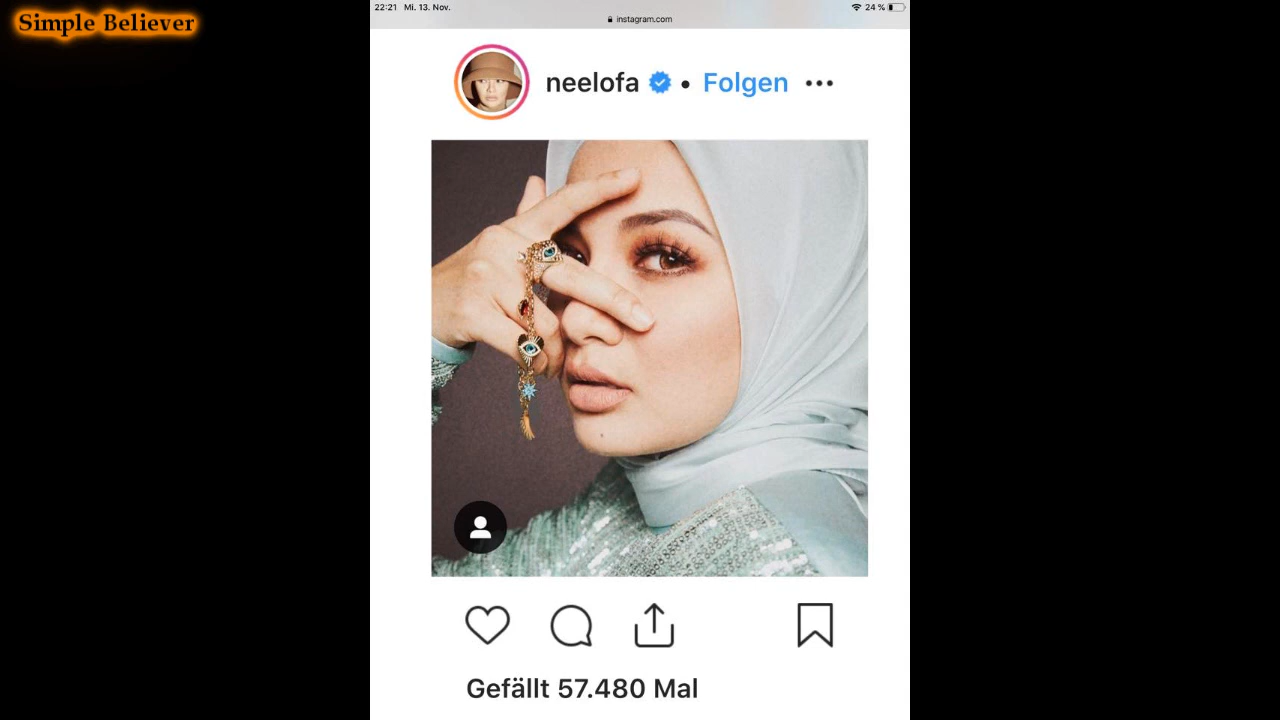 Simple Believer
22:21 Mi. 13. Nov.
24 %
instagram.com
neelofa • Folgen •••
Gefällt 57.480 Mal